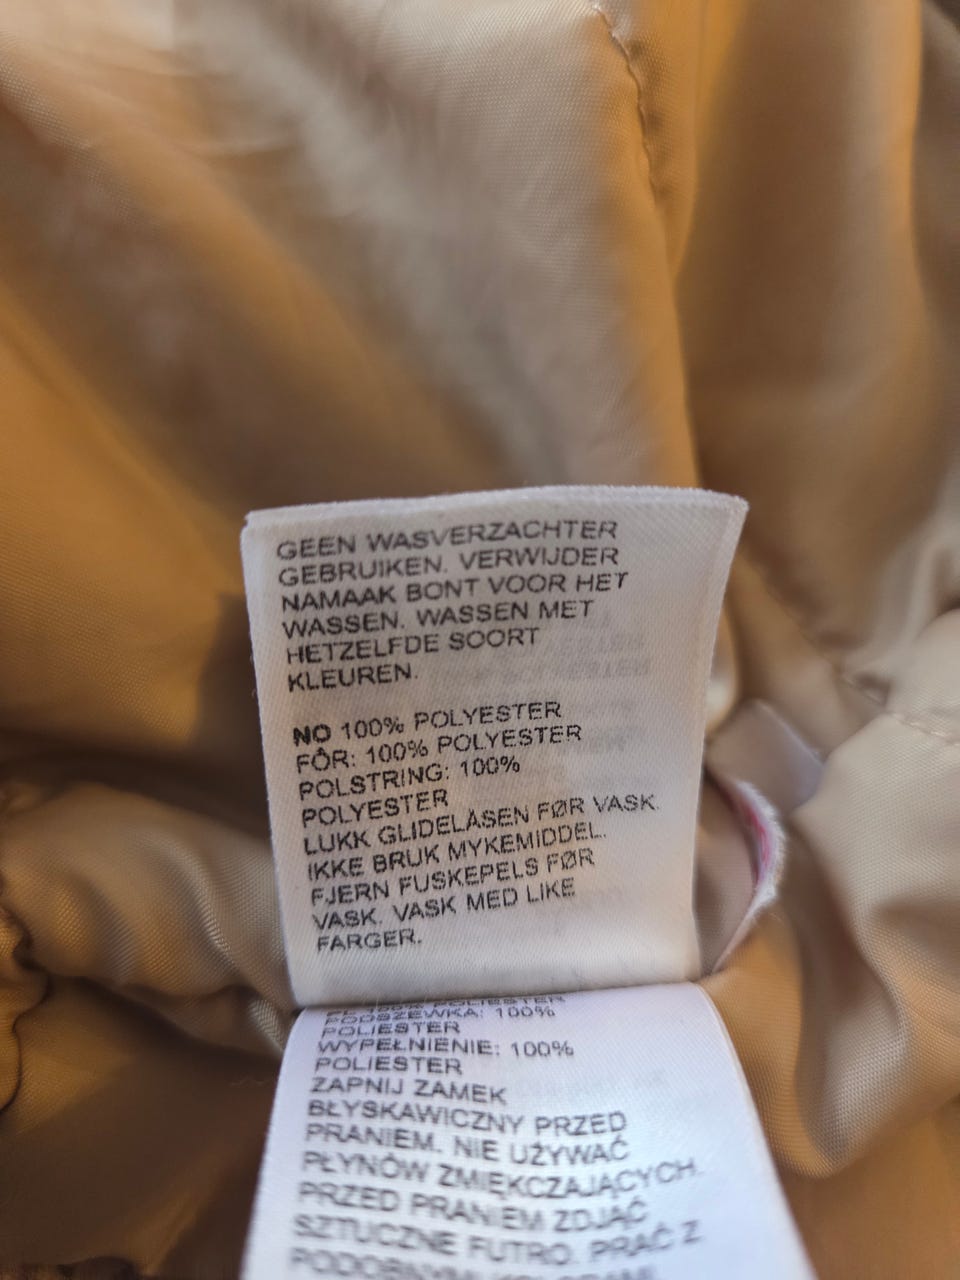 GEEN WASVERZACHTER
GEBRUIKEN. VERWIJDER
NAMAAK BONT VOOR HET
WASSEN. WASSEN MET
HETZELFDE SOORT
KLEUREN.
NO 100% POLYESTER
FÔR: 100% POLYESTER
POLSTRING: 100%
POLYESTER
LUKK GLIDELÅSEN FØR VASK.
IKKE BRUK MYKEMIDDEL.
FJERN FUSKEPELS FØR
VASK. VASK MED LIKE
FARGER.
PL 100% POLIESTER
PODSZEWKA: 100%
POLIESTER
WYPEŁNIENIE: 100%
POLIESTER
ZAPNIJ ZAMEK
BŁYSKAWICZNY PRZED
PRANIEM. NIE UŻYWAĆ
PŁYNÓW ZMIĘKCZAJĄCYCH.
PRZED PRANIEM ZDJĄĆ
SZTUCZNE FUTRO. PRAĆ Z